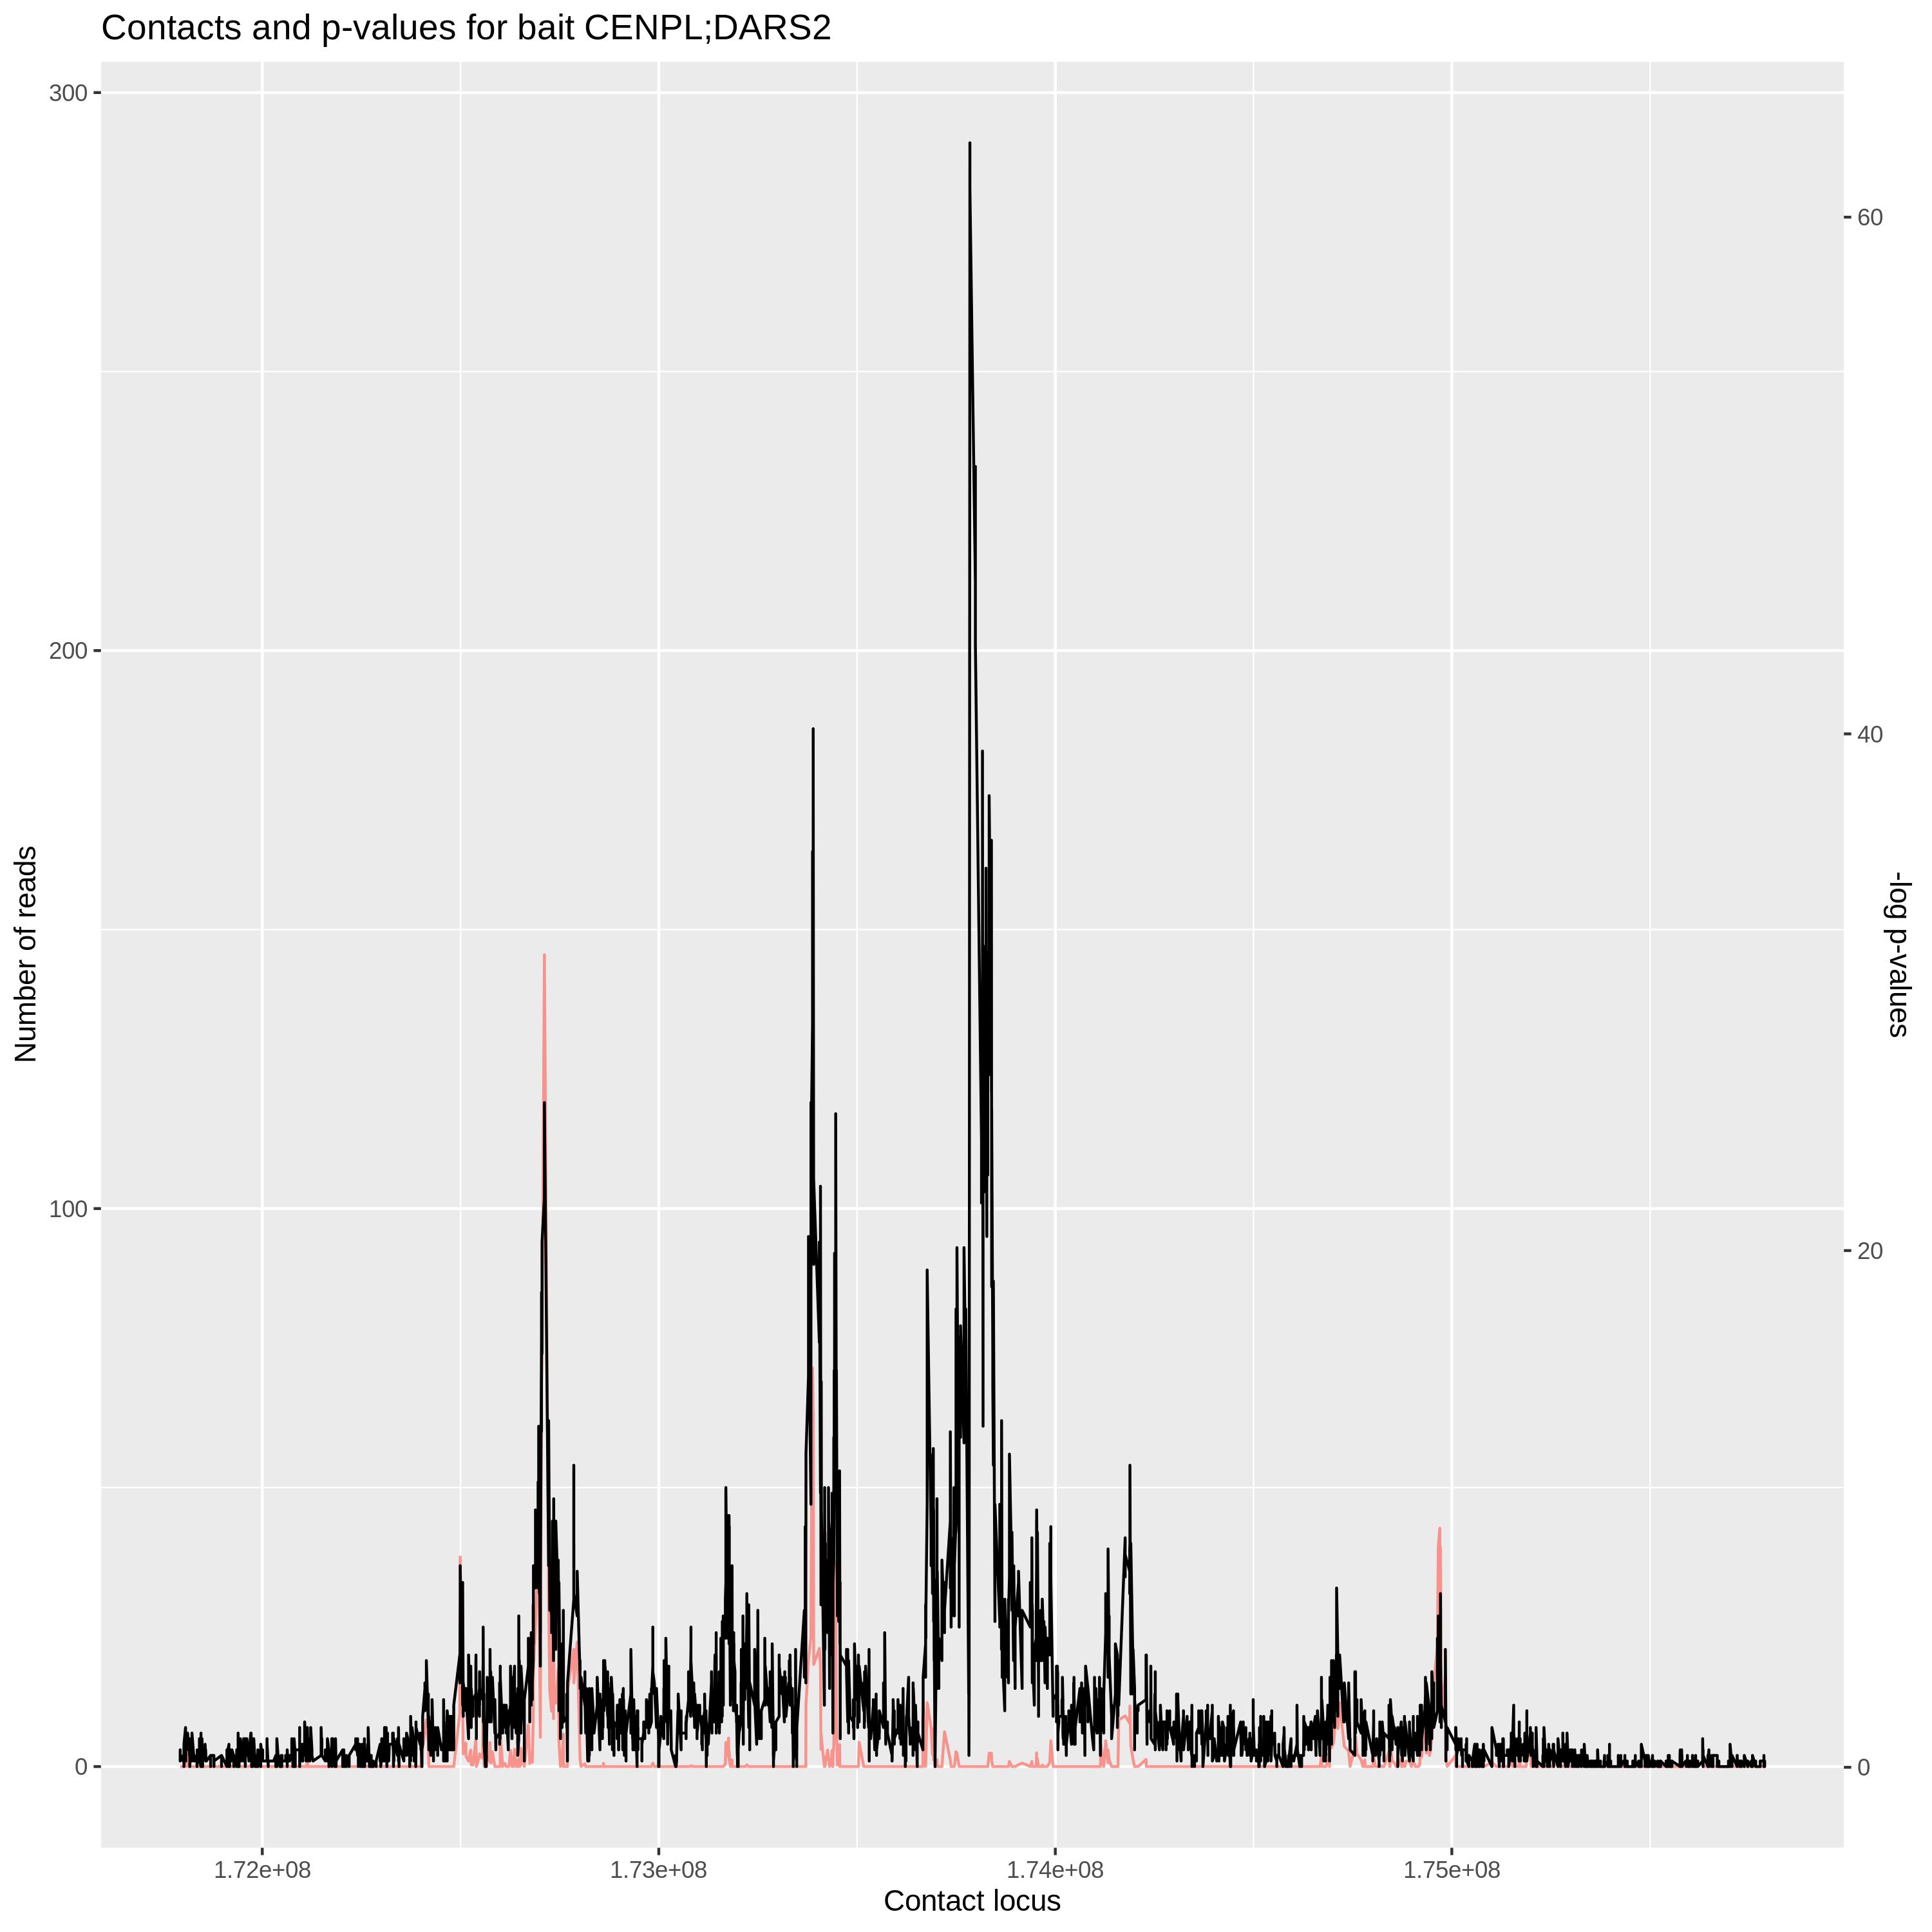 Contacts and p-values for bait CENPL;DARS2
300
200
100
0
Number of reads
60
40
20
0
-log p-values
1.72e+08
1.73e+08
1.74e+08
1.75e+08
Contact locus